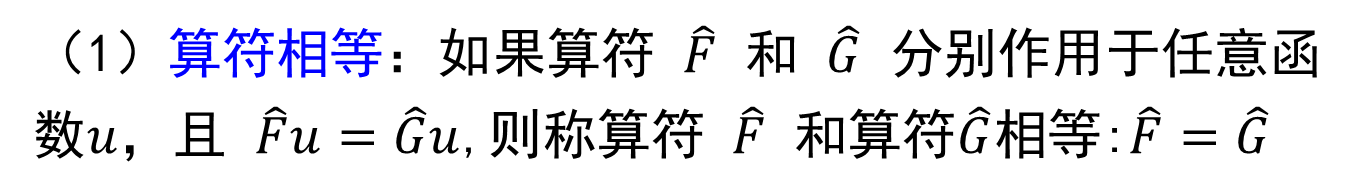 （1）算符相等：如果算符 F̂ 和 Ĝ 分别作用于任意函
数u，且 F̂u = Ĝu,则称算符 F̂ 和算符Ĝ相等:F̂ = Ĝ